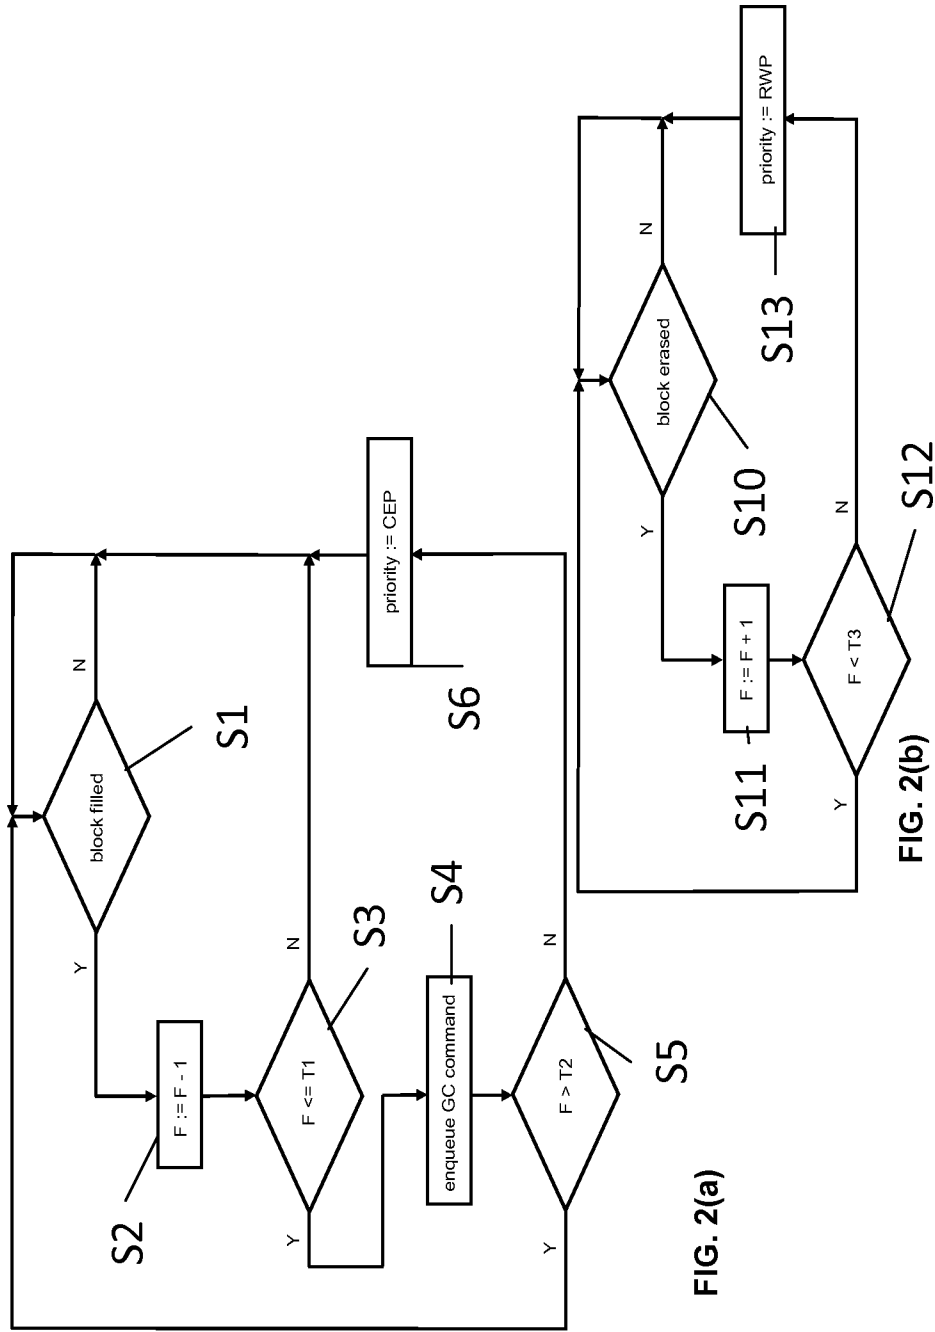 block filled
S1
Y
N
F := F - 1
S2
F <= T1
S3
Y
N
enqueue GC command
S4
F > T2
S5
Y
N
priority := CEP
S6
FIG. 2(a)
block erased
S10
Y
N
F := F + 1
S11
F < T3
S12
Y
N
priority := RWP
S13
FIG. 2(b)